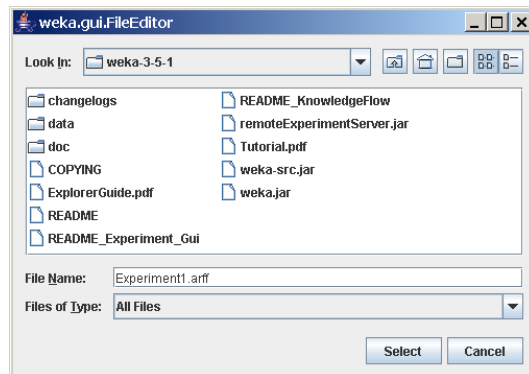 weka.gui.FileEditor
Look In: weka-3-5-1
changelogs
data
doc
COPYING
ExplorerGuide.pdf
README
README_Experiment_Gui
README_KnowledgeFlow
remoteExperimentServer.jar
Tutorial.pdf
weka-src.jar
weka.jar
File Name: Experiment1.arff
Files of Type: All Files
Select Cancel